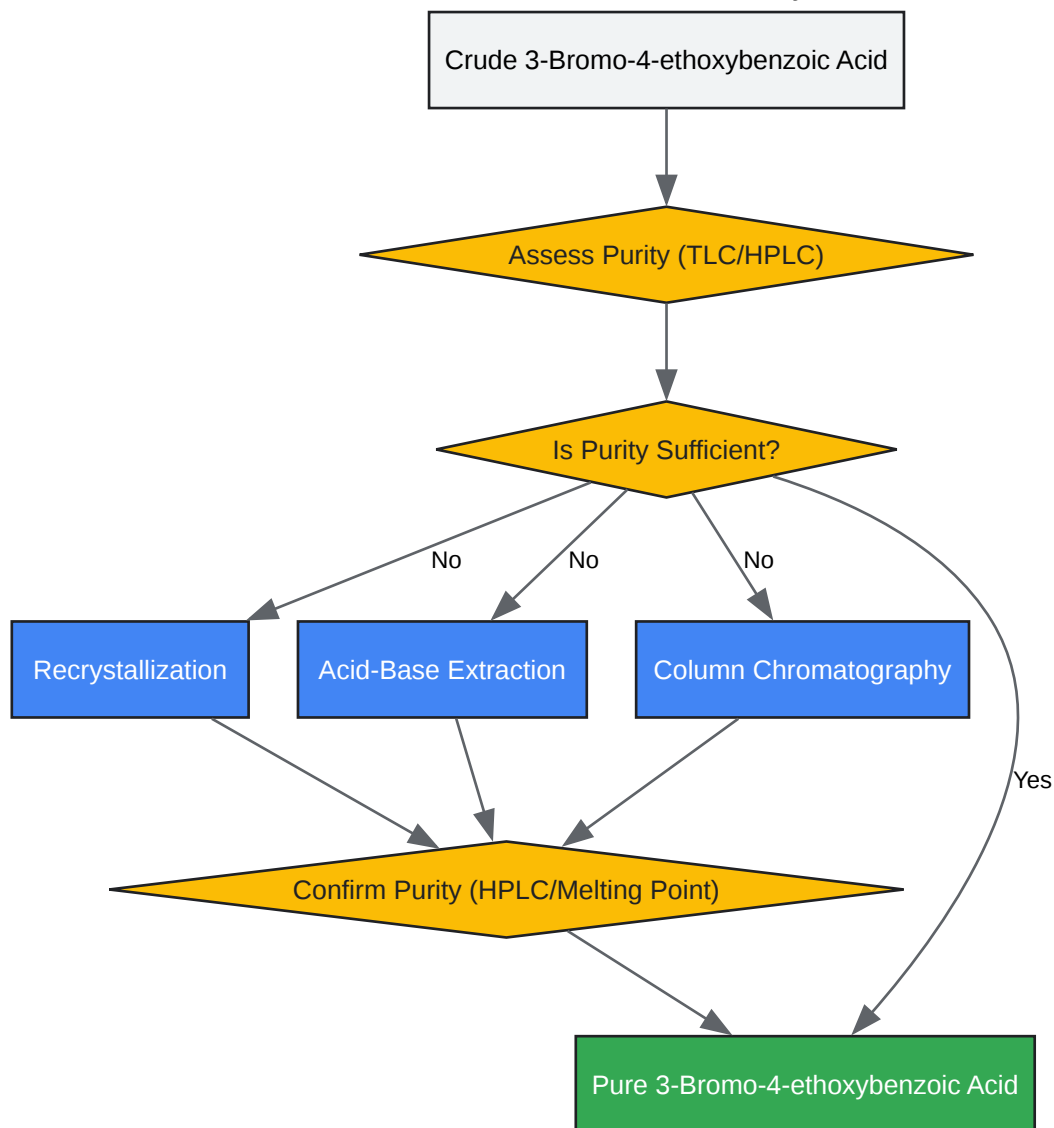 Crude 3-Bromo-4-ethoxybenzoic Acid
Assess Purity (TLC/HPLC)
Is Purity Sufficient?
No
No
No
Recrystallization
Acid-Base Extraction
Column Chromatography
Yes
Confirm Purity (HPLC/Melting Point)
Pure 3-Bromo-4-ethoxybenzoic Acid